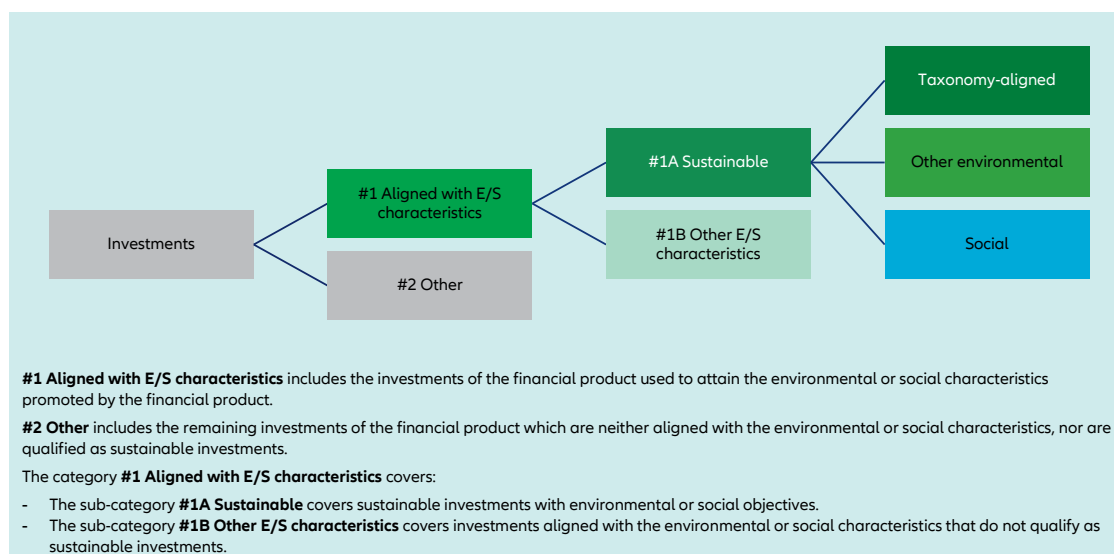 Taxonomy-aligned
#1A Sustainable
Other environmental
#1 Aligned with E/S
characteristics
Investments
#1B Other E/S
characteristics
Social
#2 Other
#1 Aligned with E/S characteristics includes the investments of the financial product used to attain the environmental or social characteristics
promoted by the financial product.
#2 Other includes the remaining investments of the financial product which are neither aligned with the environmental or social characteristics, nor are
qualified as sustainable investments.
The category #1 Aligned with E/S characteristics covers:
- The sub-category #1A Sustainable covers sustainable investments with environmental or social objectives.
- The sub-category #1B Other E/S characteristics covers investments aligned with the environmental or social characteristics that do not qualify as
sustainable investments.